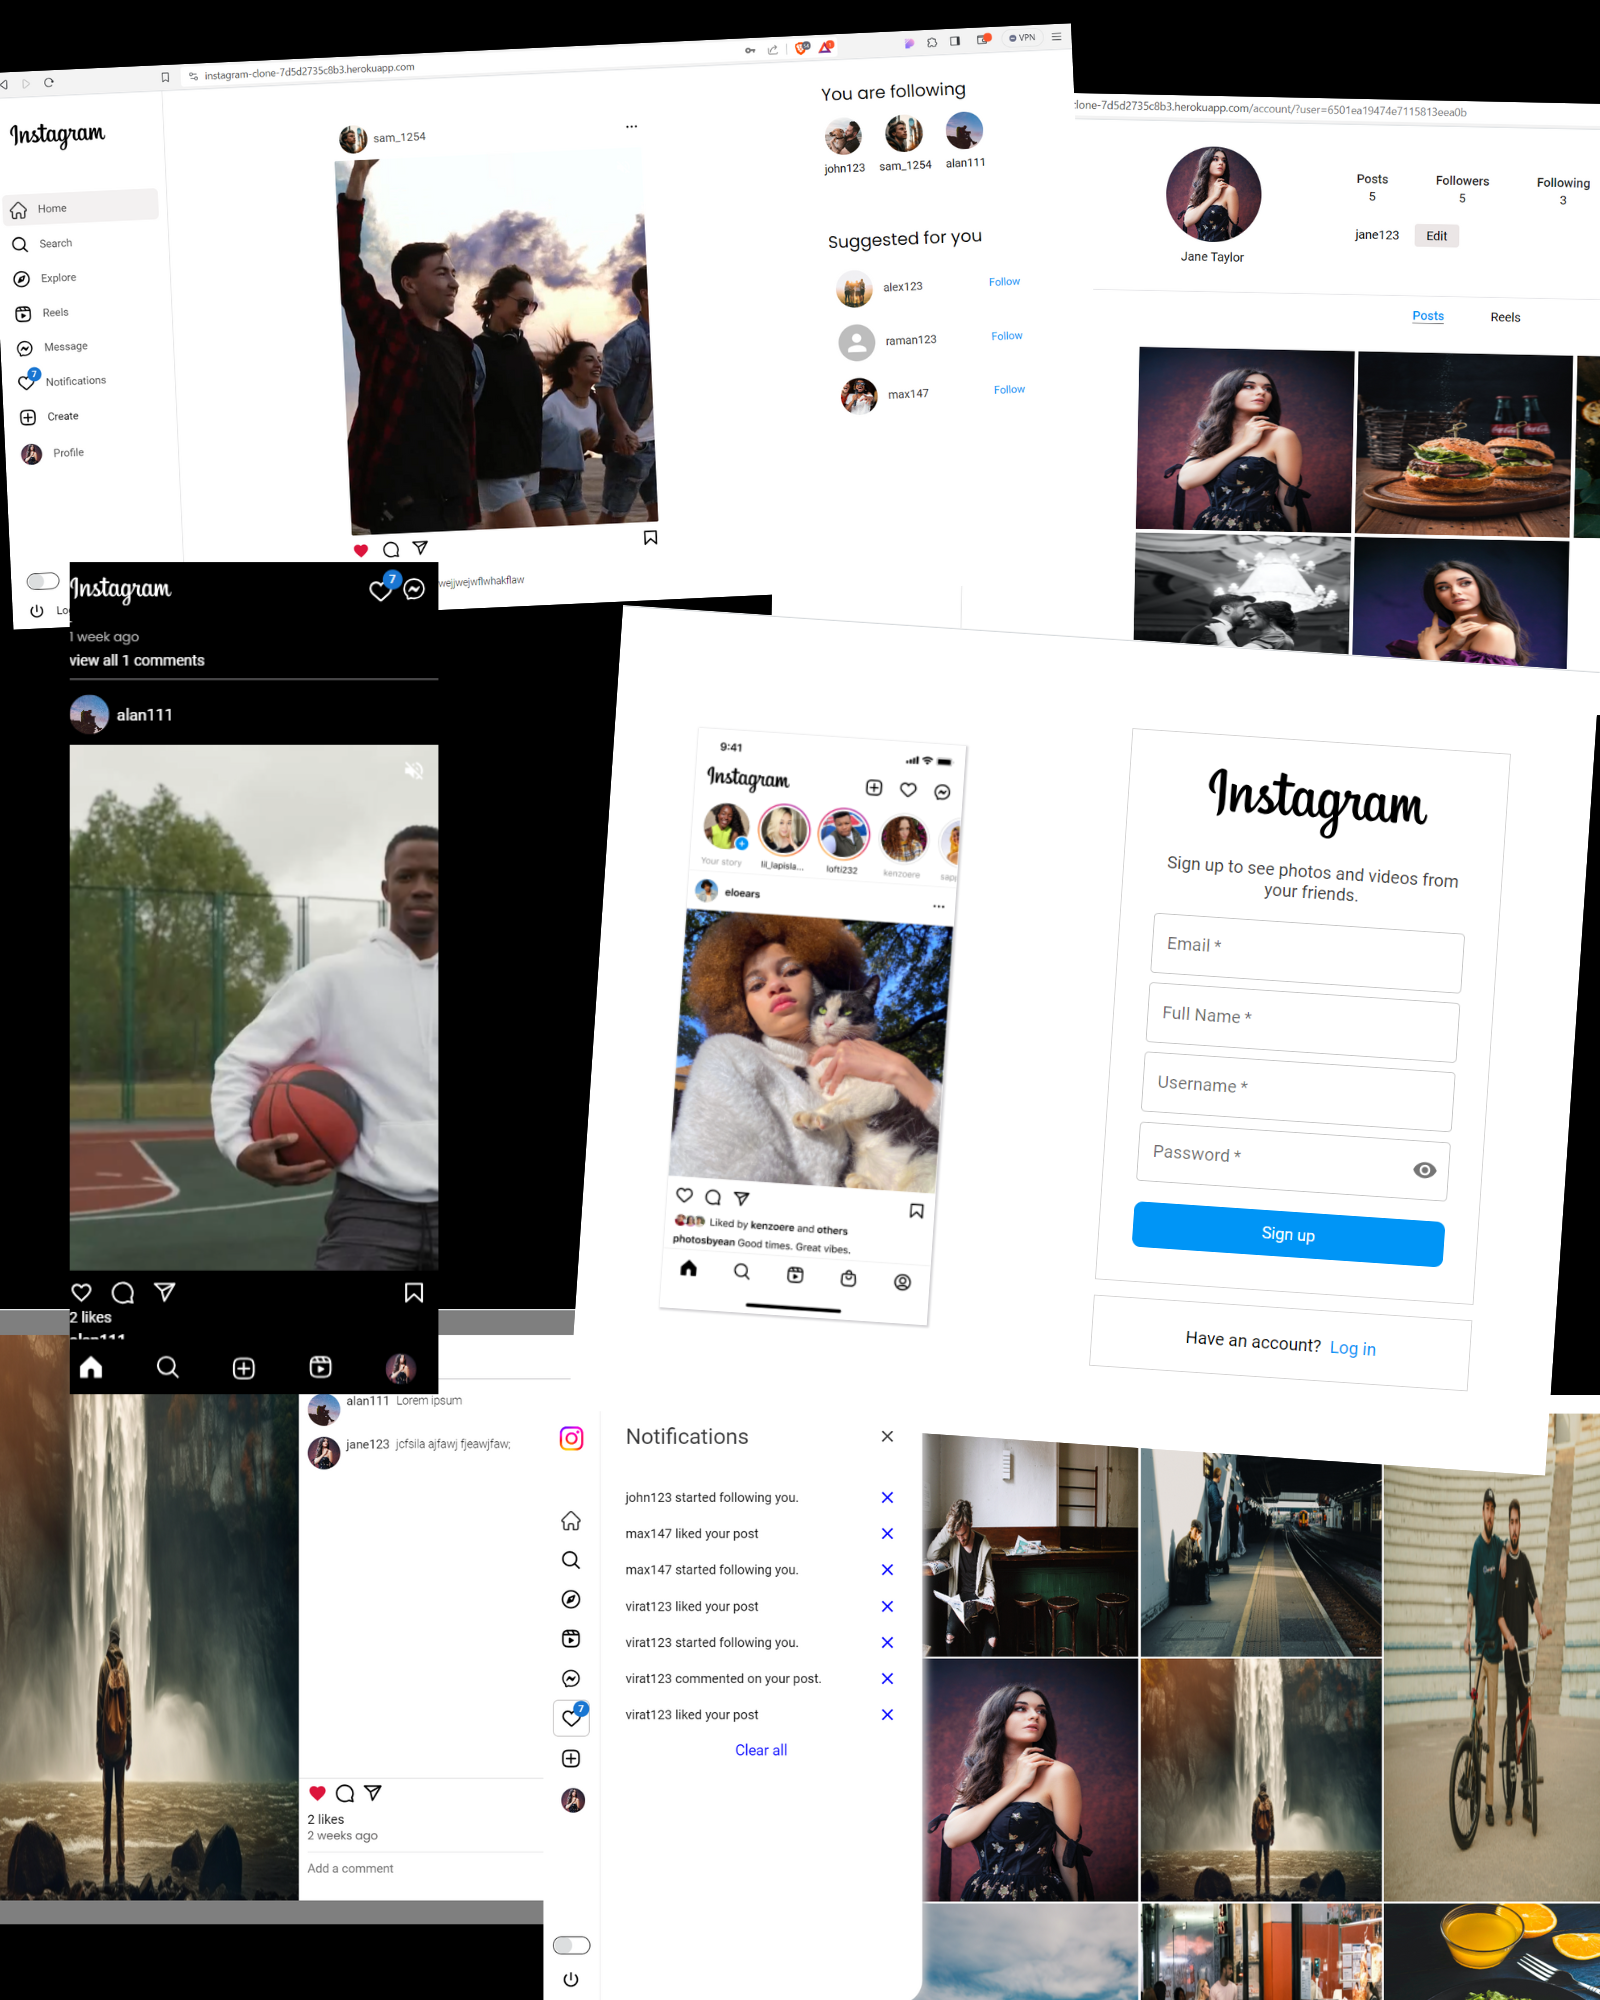 instagram-clone-7d5d2735c8b3.herokuapp.com
VPN
Instagram
Home
Search
Explore
Reels
Message
7
Notifications
Create
Profile
sam_1254
You are following
john123 sam_1254 alan111
Suggested for you
alex123 Follow
raman123 Follow
max147 Follow
clone-7d5d2735c8b3.herokuapp.com/account/?user=6501ea19474e7115813eea0b
Posts Followers Following
5 5 3
jane123 Edit
Jane Taylor
Posts Reels
Instagram
7
1 week ago
view all 1 comments
alan111
2 likes
alan111
9:41
Instagram
Your story lil_lapisla... lofti232 kenzoere
eloears
Liked by kenzoere and others
photosbyean Good times. Great vibes.
Instagram
Sign up to see photos and videos from
your friends.
Email *
Full Name *
Username *
Password *
Sign up
Have an account? Log in
alan111 Lorem ipsum
jane123 jcfsila ajfawj fjeawjfaw;
2 likes
2 weeks ago
Add a comment
7
Notifications
john123 started following you.
max147 liked your post
max147 started following you.
virat123 liked your post
virat123 started following you.
virat123 commented on your post.
virat123 liked your post
Clear all